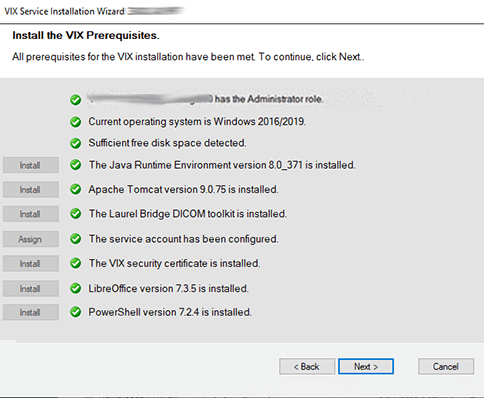 VIX Service Installation Wizard
Install the VIX Prerequisites.
All prerequisites for the VIX installation have been met. To continue, click Next..
has the Administrator role.
Current operating system is Windows 2016/2019.
Sufficient free disk space detected.
Install The Java Runtime Environment version 8.0_371 is installed.
Install Apache Tomcat version 9.0.75 is installed.
Install The Laurel Bridge DICOM toolkit is installed.
Assign The service account has been configured.
Install The VIX security certificate is installed.
Install LibreOffice version 7.3.5 is installed.
Install PowerShell version 7.2.4 is installed.
< Back Next > Cancel